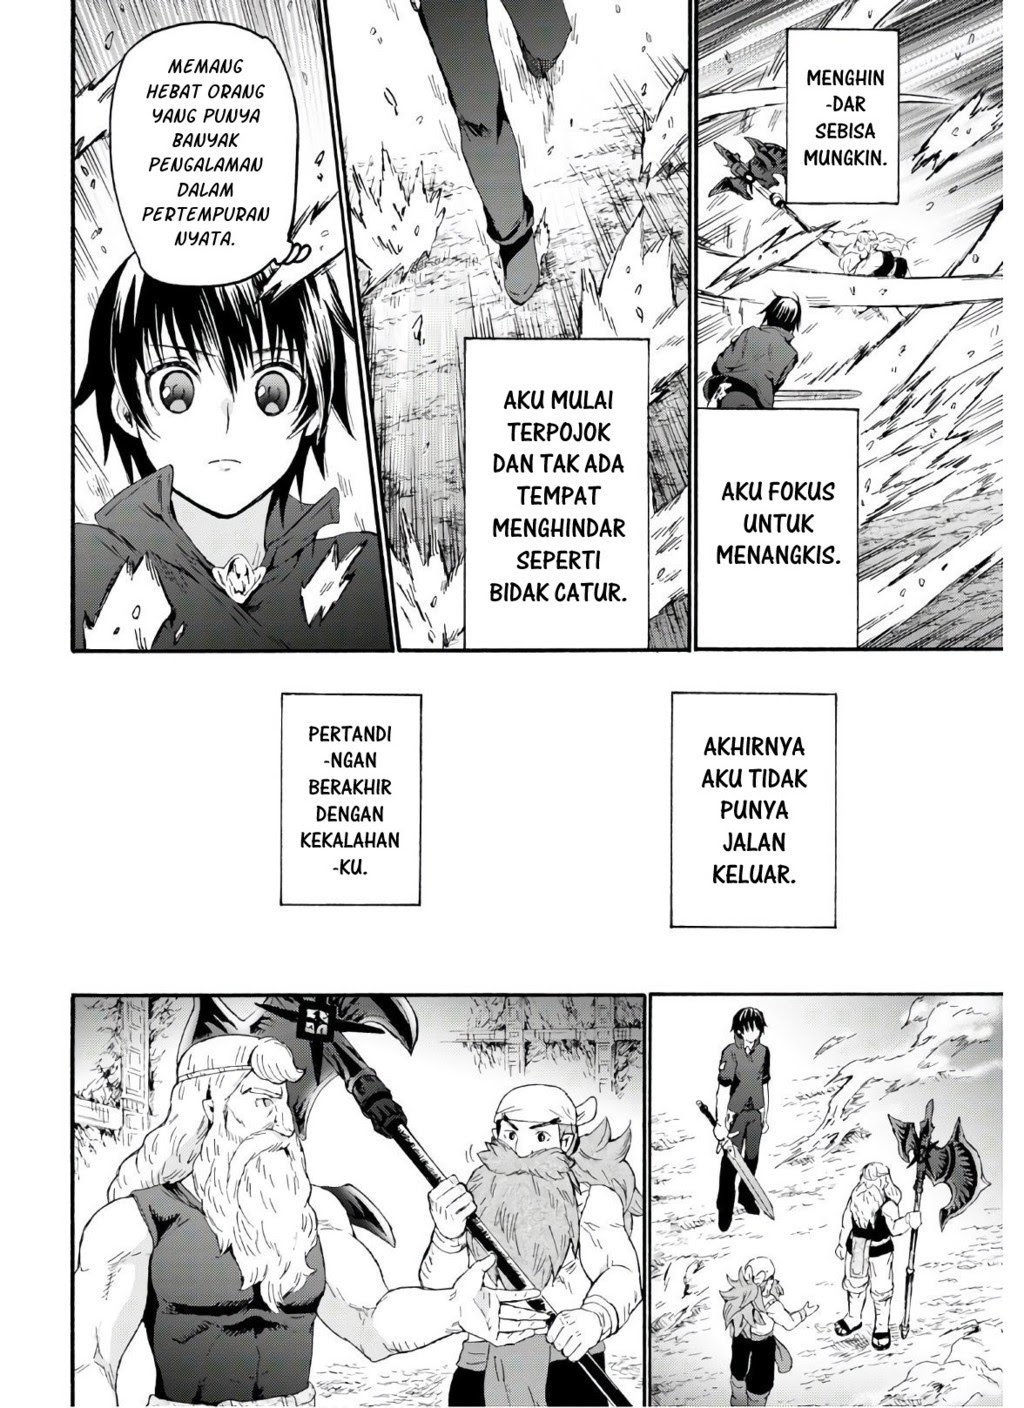 MENGHIN
-DAR
SEBISA
MUNGKIN.
AKU FOKUS
UNTUK
MENANGKIS.
AKU MULAI
TERPOJOK
DAN TAK ADA
TEMPAT
MENGHINDAR
SEPERTI
BIDAK CATUR.
MEMANG
HEBAT ORANG
YANG PUNYA
BANYAK
PENGALAMAN
DALAM
PERTEMPURAN
NYATA.
AKHIRNYA
AKU TIDAK
PUNYA
JALAN
KELUAR.
PERTANDI
-NGAN
BERAKHIR
DENGAN
KEKALAHAN
-KU.